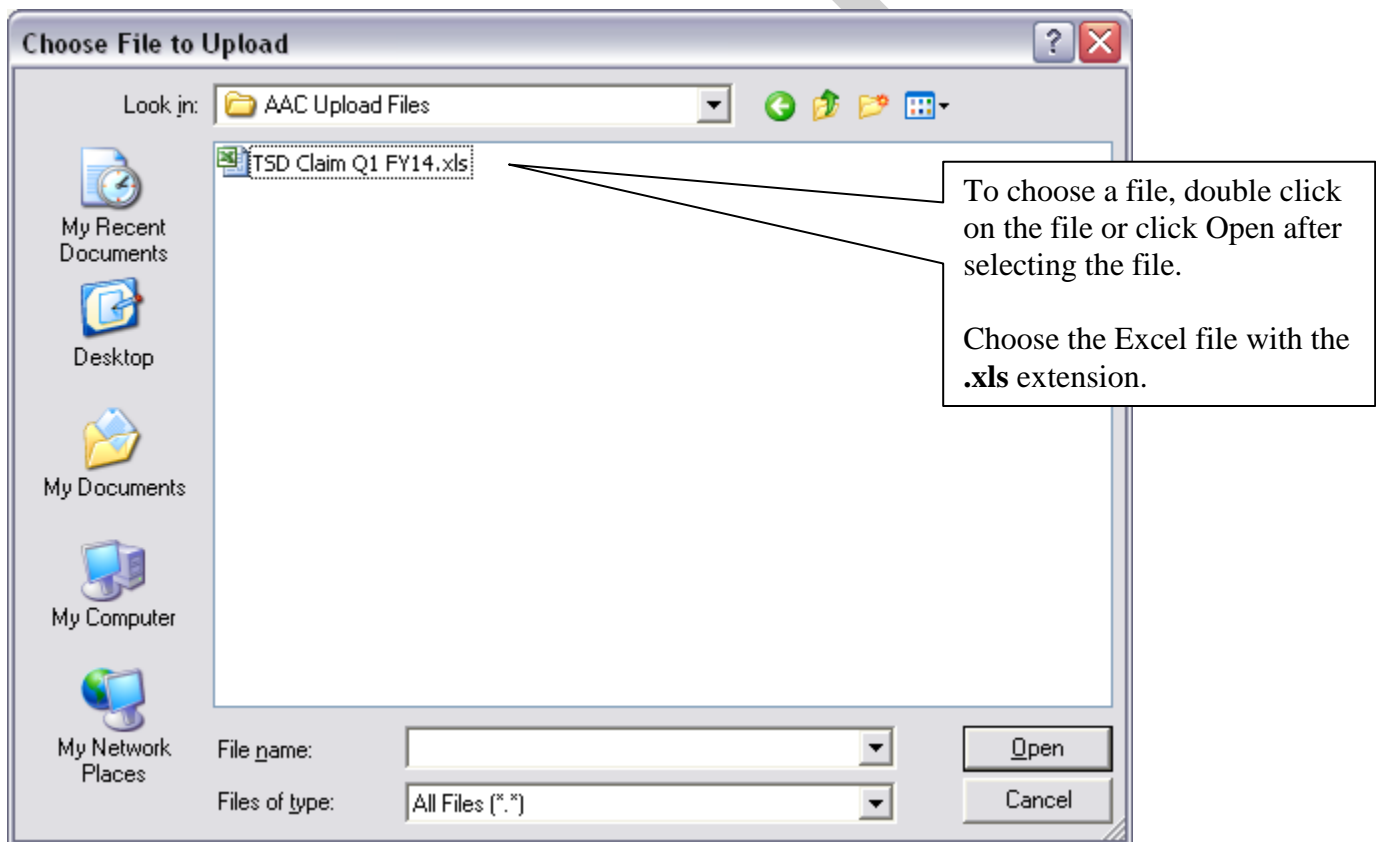 Choose File to Upload
Look in:
AAC Upload Files
TSD Claim Q1 FY14.xls
To choose a file, double click
on the file or click Open after
selecting the file.
Choose the Excel file with the
.xls extension.
My Recent
Documents
Desktop
My Documents
My Computer
My Network
Places
File name:
Open
Files of type:
All Files (*.*)
Cancel